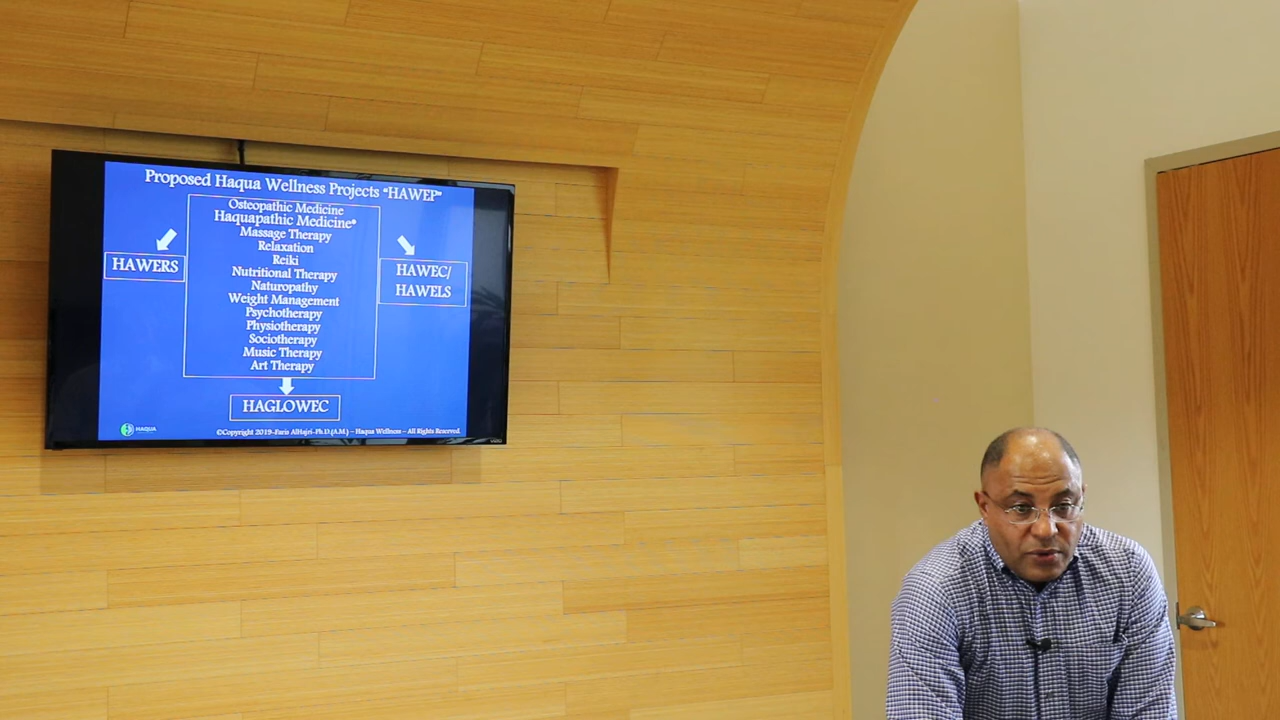 Proposed Haqua Wellness Projects "HAWEP"
Osteopathic Medicine
Haquapathic Medicine®
Massage Therapy
Relaxation
Reiki
Nutritional Therapy
Naturopathy
Weight Management
Psychotherapy
Physiotherapy
Sociotherapy
Music Therapy
Art Therapy
HAWERS
HAWEC/
HAWELS
HAGLOWEC
HAQUA
©Copyright 2019-Faris AlHajri-Ph.D.(A.M.) – Haqua Wellness – All Rights Reserved.